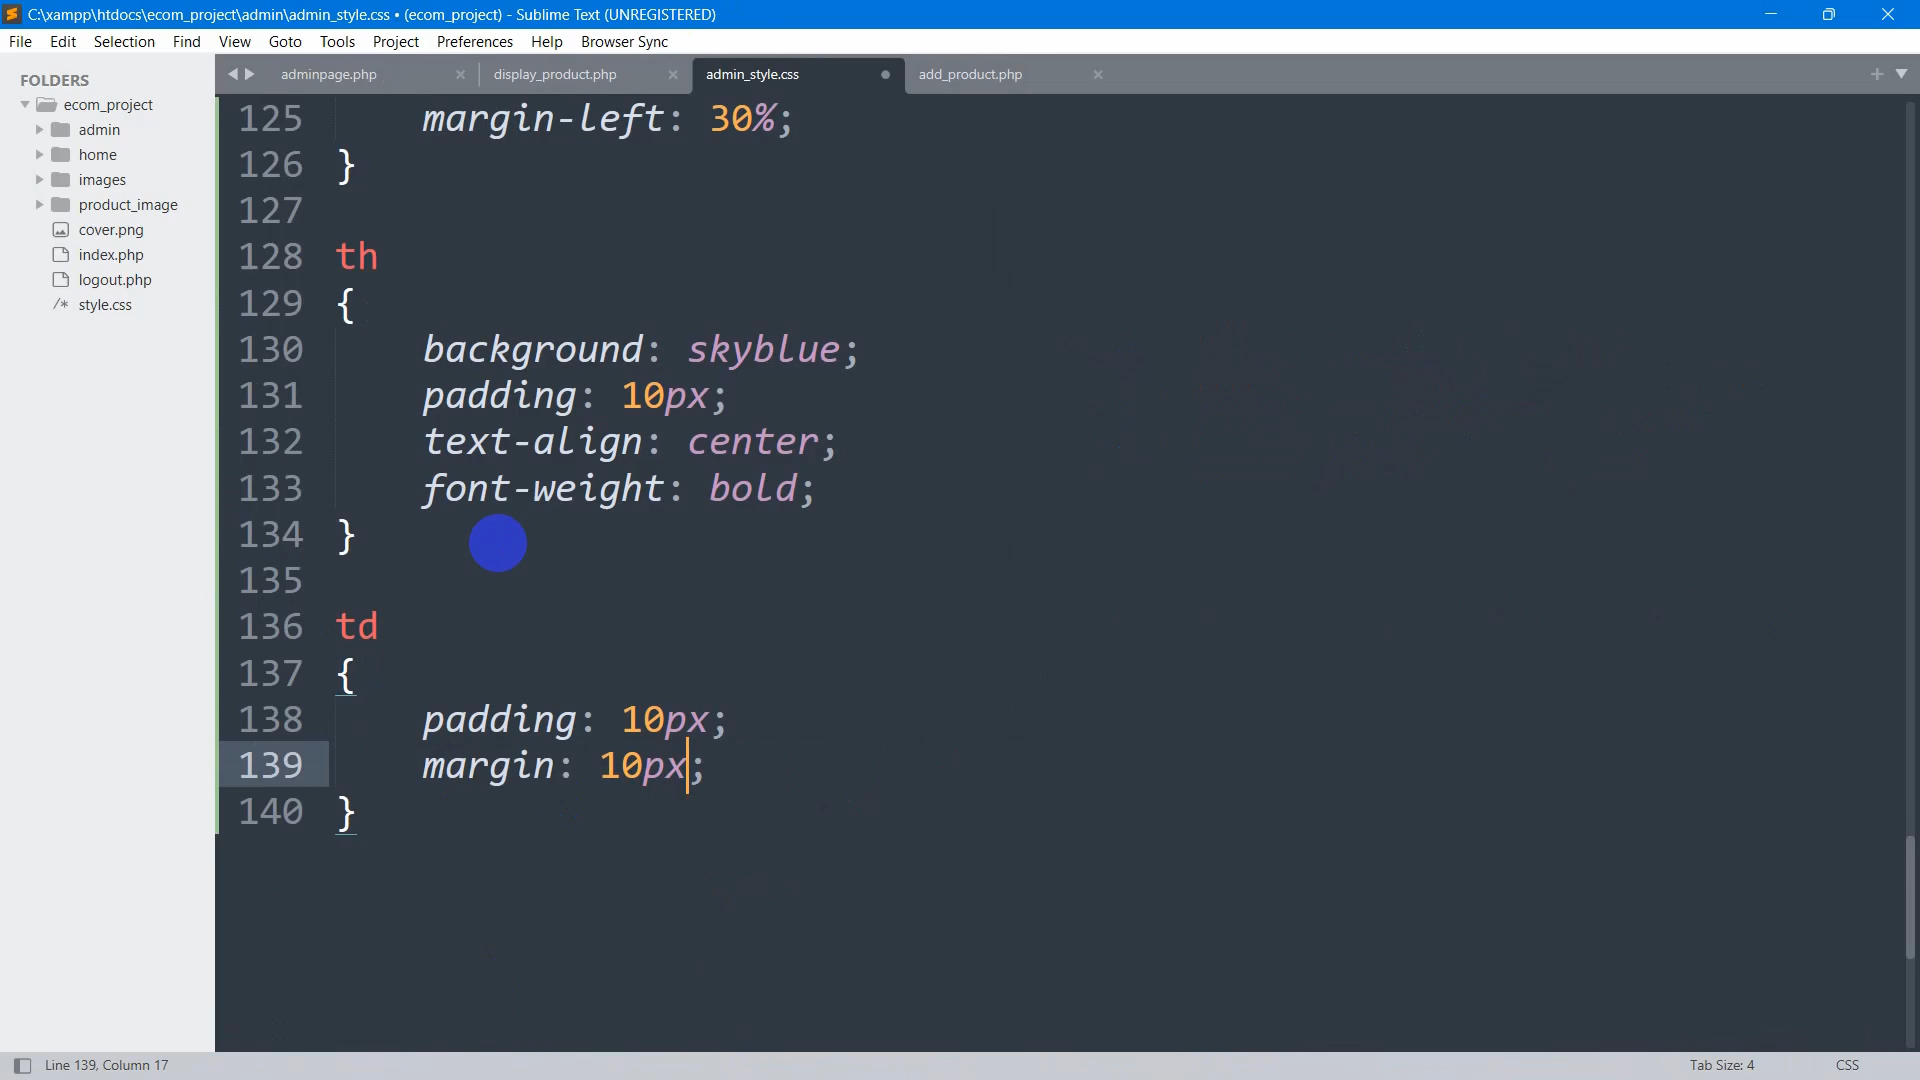 C:\xampp\htdocs\ecom_project\admin\admin_style.css • (ecom_project) - Sublime Text (UNREGISTERED)
File Edit Selection Find View Goto Tools Project Preferences Help Browser Sync
FOLDERS
ecom_project
admin
home
images
product_image
cover.png
index.php
logout.php
/* style.css
adminpage.php
display_product.php
admin_style.css
add_product.php
125 margin-left: 30%;
126 }
127
128 th
129 {
130 background: skyblue;
131 padding: 10px;
132 text-align: center;
133 font-weight: bold;
134 }
135
136 td
137 {
138 padding: 10px;
139 margin: 10px;
140 }
Line 139, Column 17
Tab Size: 4
CSS